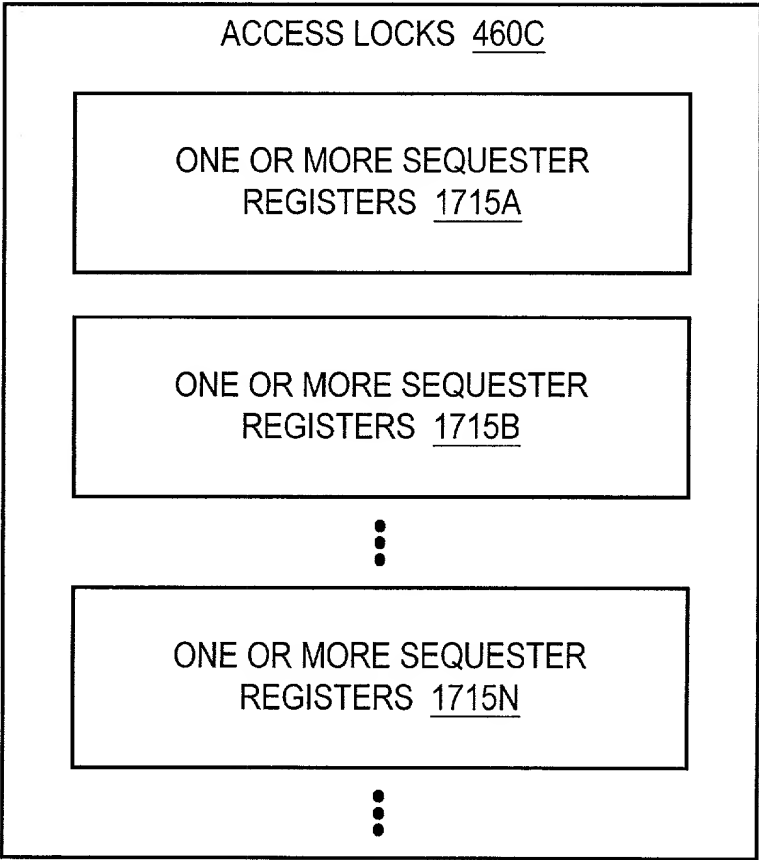 ACCESS LOCKS 460C
ONE OR MORE SEQUESTER
REGISTERS 1715A
ONE OR MORE SEQUESTER
REGISTERS 1715B
ONE OR MORE SEQUESTER
REGISTERS 1715N